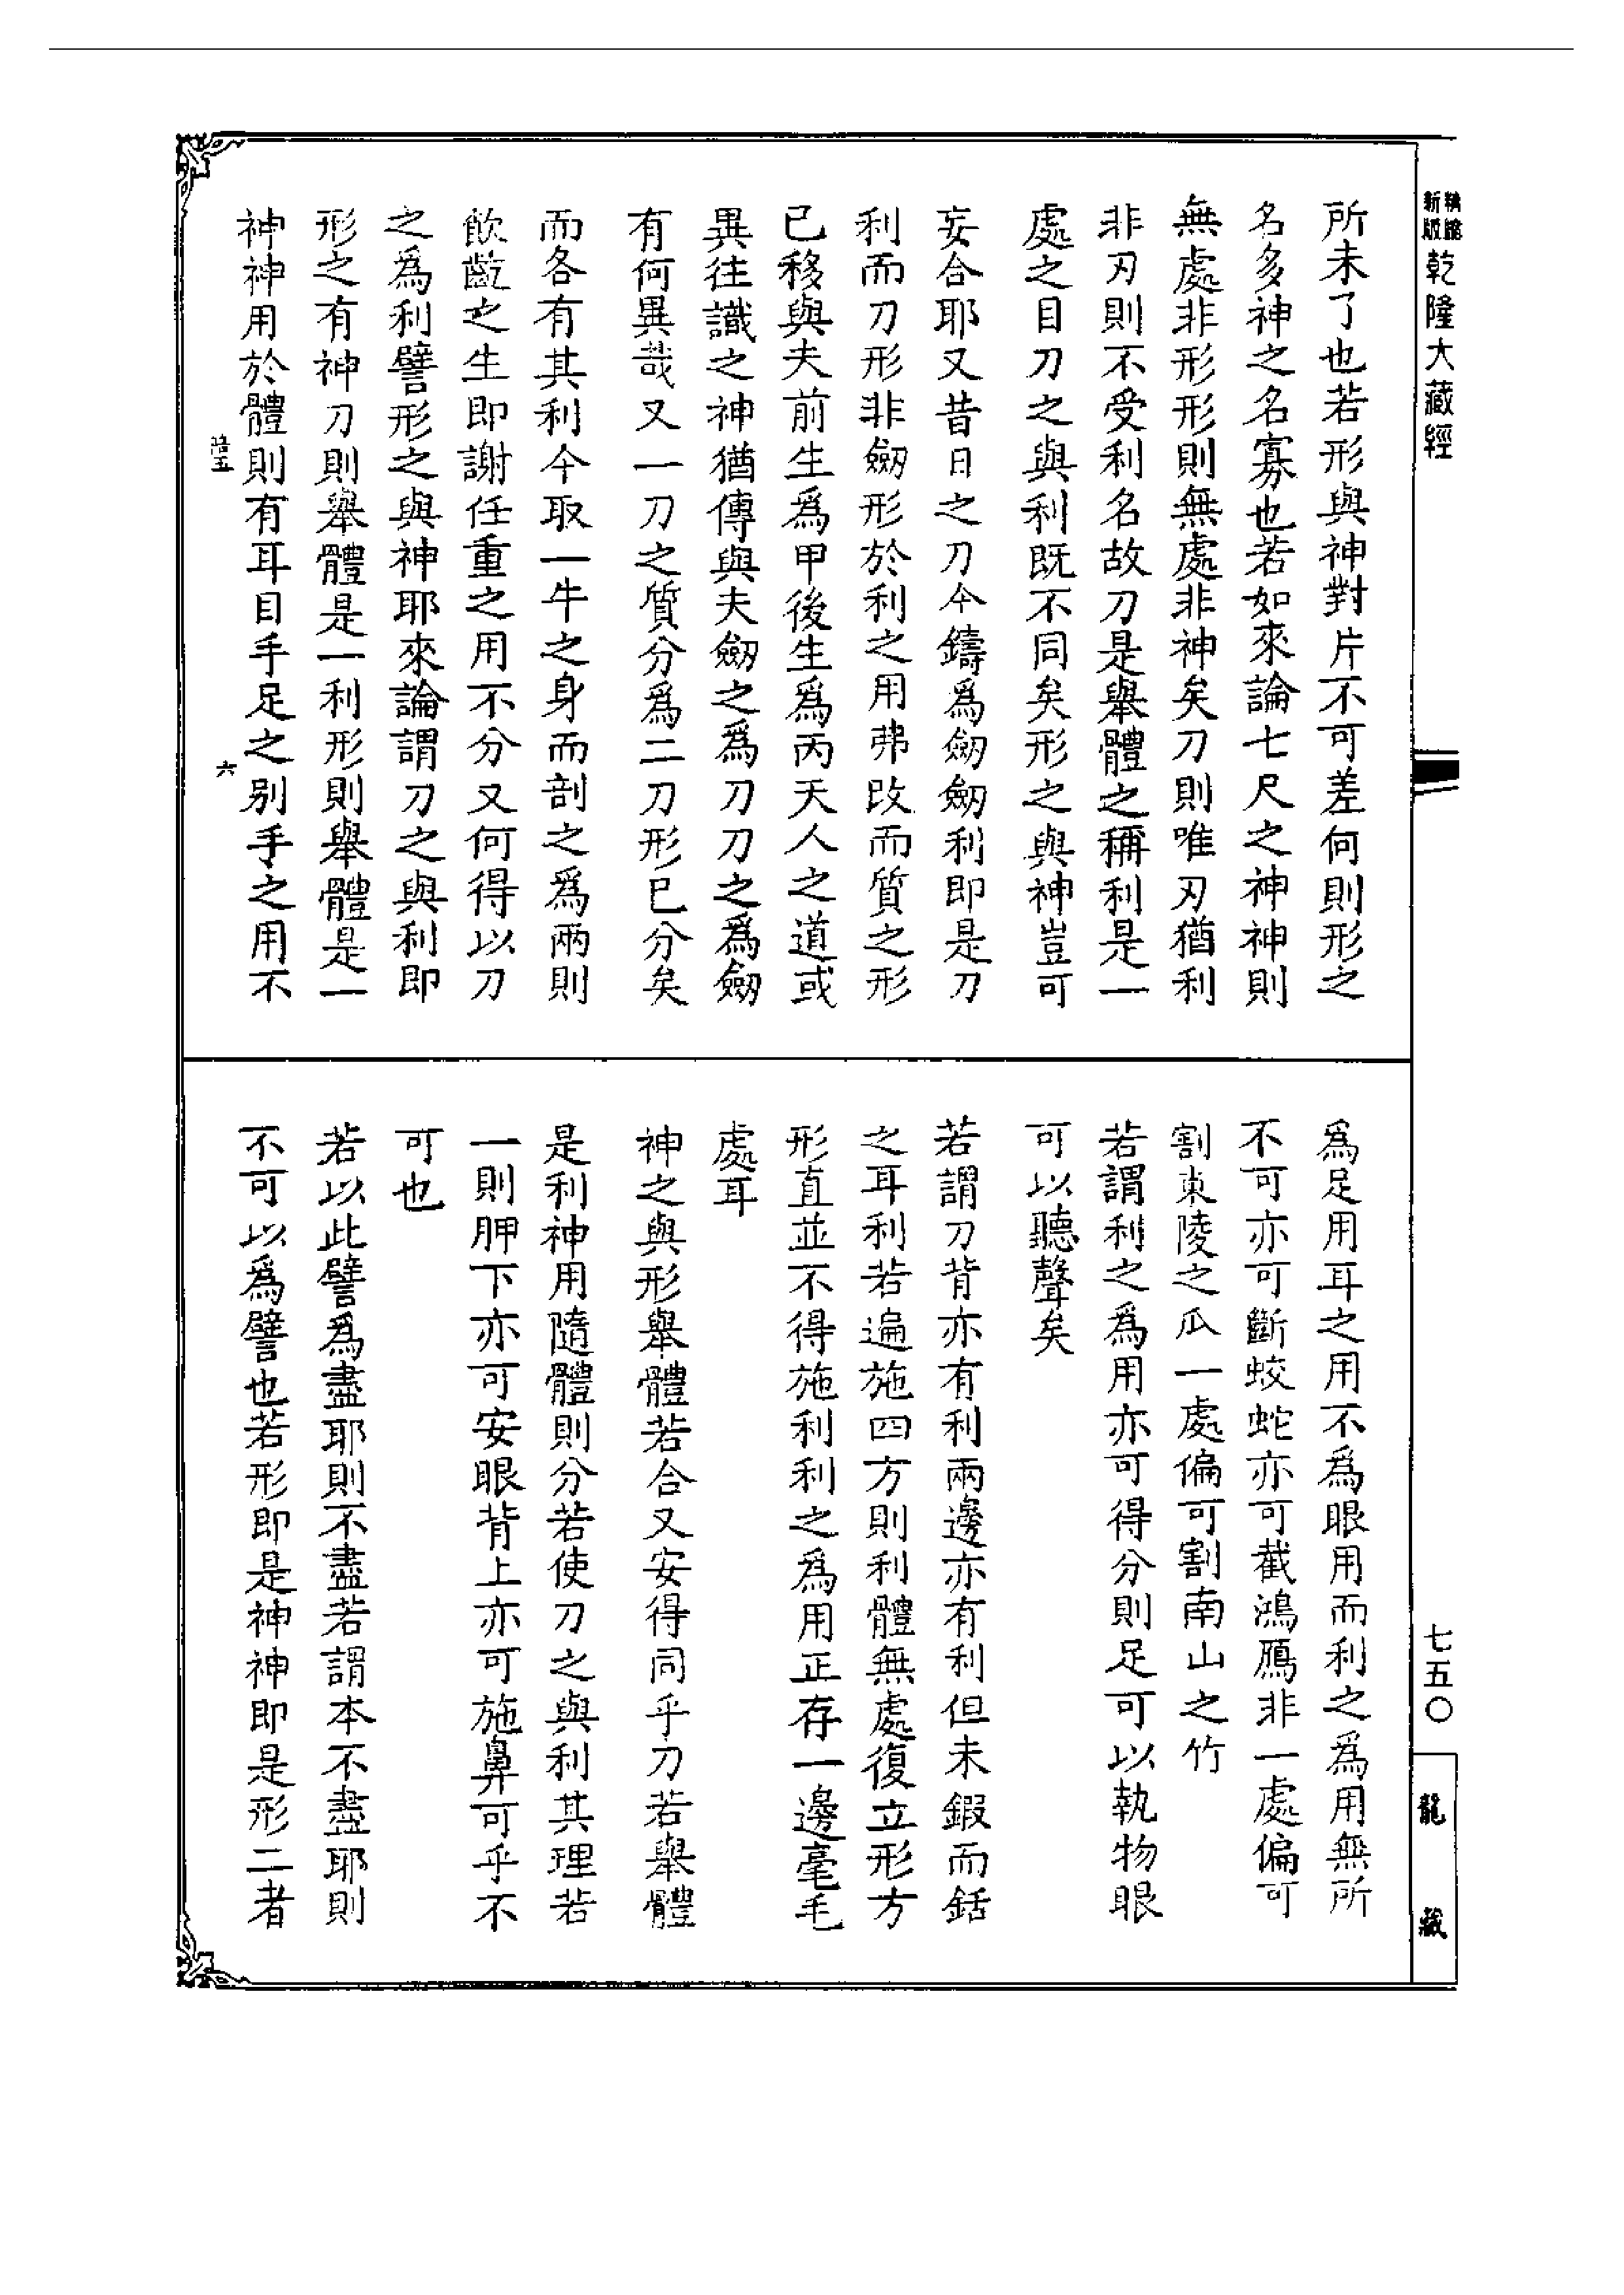 新編
縮版
乾隆大藏經
所未了也若形與神對片不可差何則形之
名多神之名寡也若如來論七尺之神神則
無處非形形則無處非神矣刀則唯刃猶利
非刃則不受利名故刀是舉體之稱利是一
處之目刀之與利既不同矣形之與神豈可
妄合耶又昔日之刀今鑄爲劒劒利即是刀
利而刀形非劒形於利之用弗改而質之形
已移與夫前生爲甲後生爲丙天人之道或
異往識之神猶傳與夫劒之爲刀刀之爲劒
有何異哉又一刀之質分爲二刀形已分矣
而各有其利今取一牛之身而剖之爲兩則
飲齕之生即謝任重之用不分又何得以刀
之爲利譬形之與神耶來論謂刀之與利即
形之有神刀則舉體是一利形則舉體是一
神神用於體則有耳目手足之別手之用不
六
爲足用耳之用不爲眼用而利之爲用無所
不可亦可斷蛟蛇亦可截鴻鴈非一處偏可
割東陵之瓜一處偏可割南山之竹
若謂利之爲用亦可得分則足可以執物眼
可以聽聲矣
若謂刀背亦有利兩邊亦有利但未鍜而銛
之耳利若遍施四方則利體無處復立形方
形直並不得施利利之爲用正存一邊毫毛
處耳
神之與形舉體若合又安得同乎刀若舉體
是利神用隨體則分若使刀之與利其理若
一則胛下亦可安眼背上亦可施鼻可乎不
可也
若以此譬爲盡耶則不盡若謂本不盡耶則
不可以爲譬也若形即是神神即是形二者
七五〇
龍藏